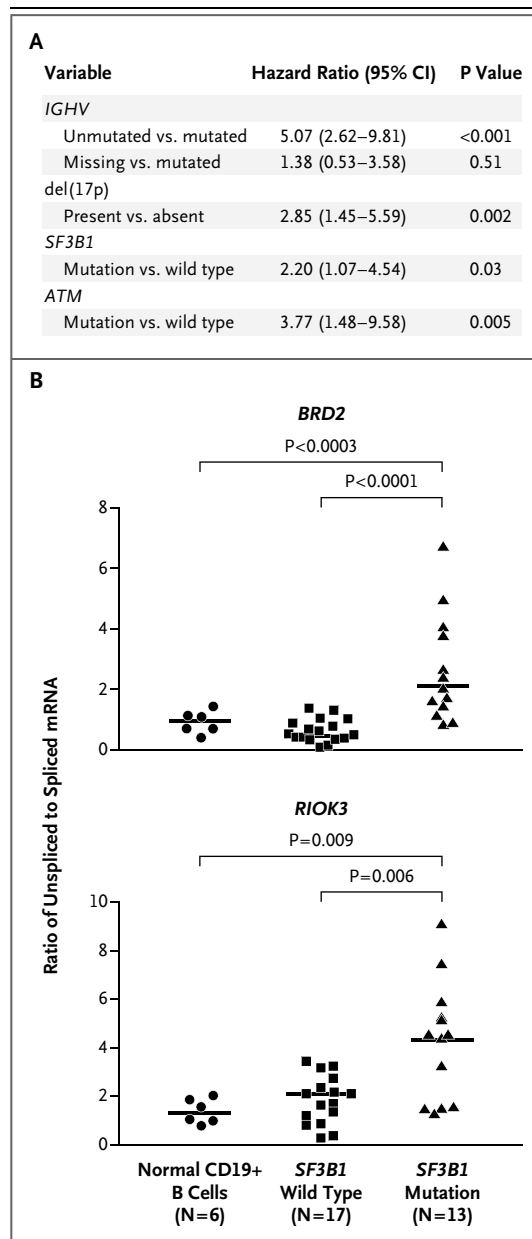 A
Variable Hazard Ratio (95% CI) P Value
IGHV
Unmutated vs. mutated 5.07 (2.62–9.81) <0.001
Missing vs. mutated 1.38 (0.53–3.58) 0.51
del(17p)
Present vs. absent 2.85 (1.45–5.59) 0.002
SF3B1
Mutation vs. wild type 2.20 (1.07–4.54) 0.03
ATM
Mutation vs. wild type 3.77 (1.48–9.58) 0.005
B
BRD2
P<0.0003
P<0.0001
8
6
4
2
0
Ratio of Unspliced to Spliced mRNA
RIOK3
P=0.009
P=0.006
10
8
6
4
2
0
Normal CD19+ SF3B1 SF3B1
B Cells Wild Type Mutation
(N=6) (N=17) (N=13)